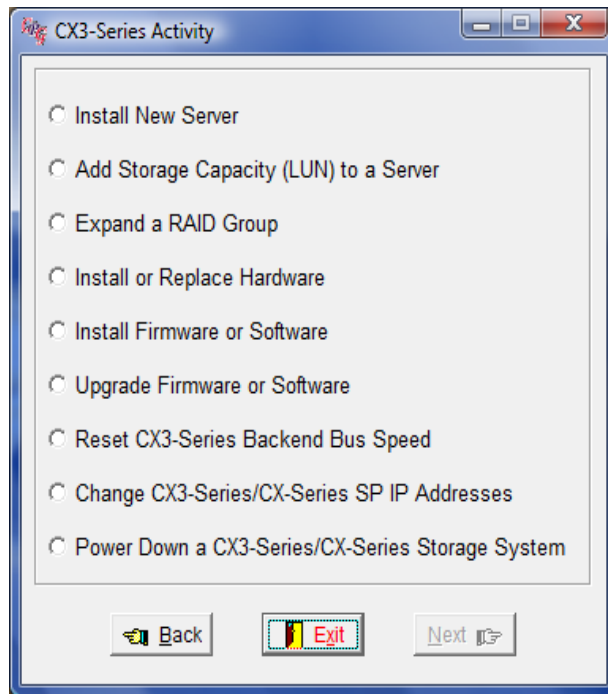 CX3-Series Activity
Install New Server
Add Storage Capacity (LUN) to a Server
Expand a RAID Group
Install or Replace Hardware
Install Firmware or Software
Upgrade Firmware or Software
Reset CX3-Series Backend Bus Speed
Change CX3-Series/CX-Series SP IP Addresses
Power Down a CX3-Series/CX-Series Storage System
Back Exit Next